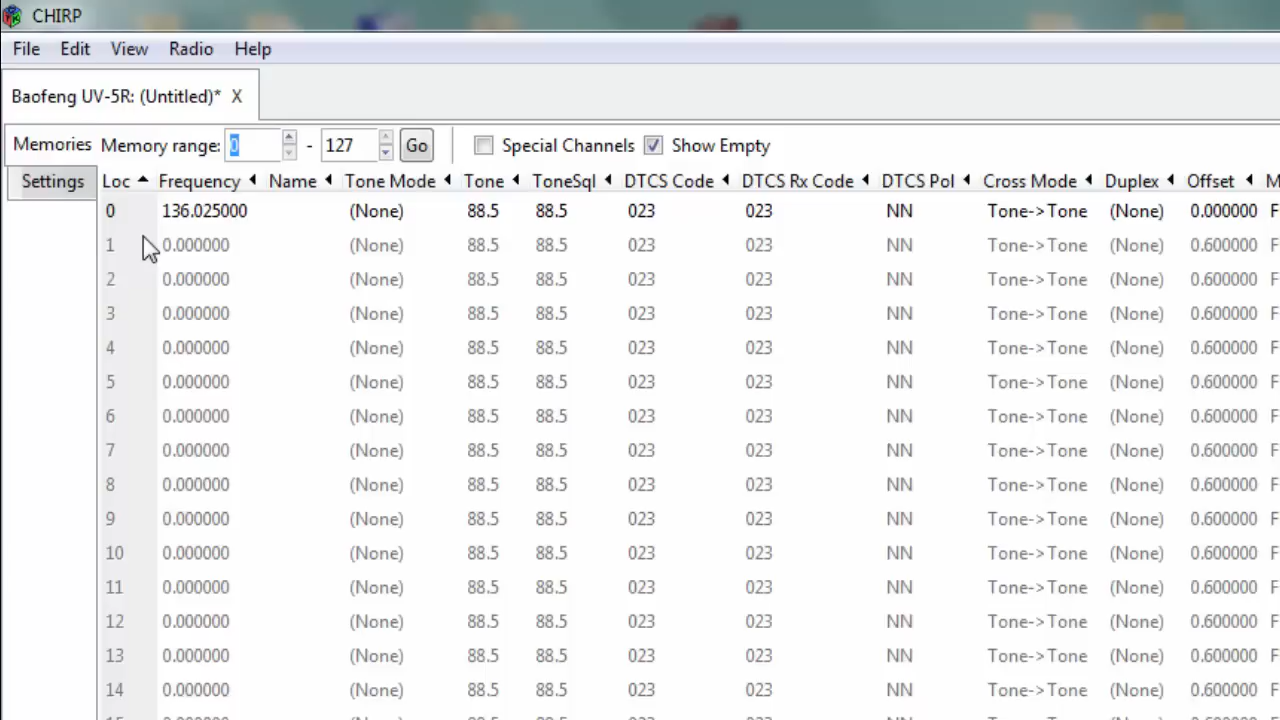 CHIRP
File Edit View Radio Help
Baofeng UV-5R: (Untitled)* X
Memories Memory range: 0 - 127 Go Special Channels Show Empty
Settings Loc Frequency Name Tone Mode Tone ToneSql DTCS Code DTCS Rx Code DTCS Pol Cross Mode Duplex Offset M
0 136.025000 (None) 88.5 88.5 023 023 NN Tone->Tone (None) 0.000000 F
1 0.000000 (None) 88.5 88.5 023 023 NN Tone->Tone (None) 0.600000 F
2 0.000000 (None) 88.5 88.5 023 023 NN Tone->Tone (None) 0.600000 F
3 0.000000 (None) 88.5 88.5 023 023 NN Tone->Tone (None) 0.600000 F
4 0.000000 (None) 88.5 88.5 023 023 NN Tone->Tone (None) 0.600000 F
5 0.000000 (None) 88.5 88.5 023 023 NN Tone->Tone (None) 0.600000 F
6 0.000000 (None) 88.5 88.5 023 023 NN Tone->Tone (None) 0.600000 F
7 0.000000 (None) 88.5 88.5 023 023 NN Tone->Tone (None) 0.600000 F
8 0.000000 (None) 88.5 88.5 023 023 NN Tone->Tone (None) 0.600000 F
9 0.000000 (None) 88.5 88.5 023 023 NN Tone->Tone (None) 0.600000 F
10 0.000000 (None) 88.5 88.5 023 023 NN Tone->Tone (None) 0.600000 F
11 0.000000 (None) 88.5 88.5 023 023 NN Tone->Tone (None) 0.600000 F
12 0.000000 (None) 88.5 88.5 023 023 NN Tone->Tone (None) 0.600000 F
13 0.000000 (None) 88.5 88.5 023 023 NN Tone->Tone (None) 0.600000 F
14 0.000000 (None) 88.5 88.5 023 023 NN Tone->Tone (None) 0.600000 F